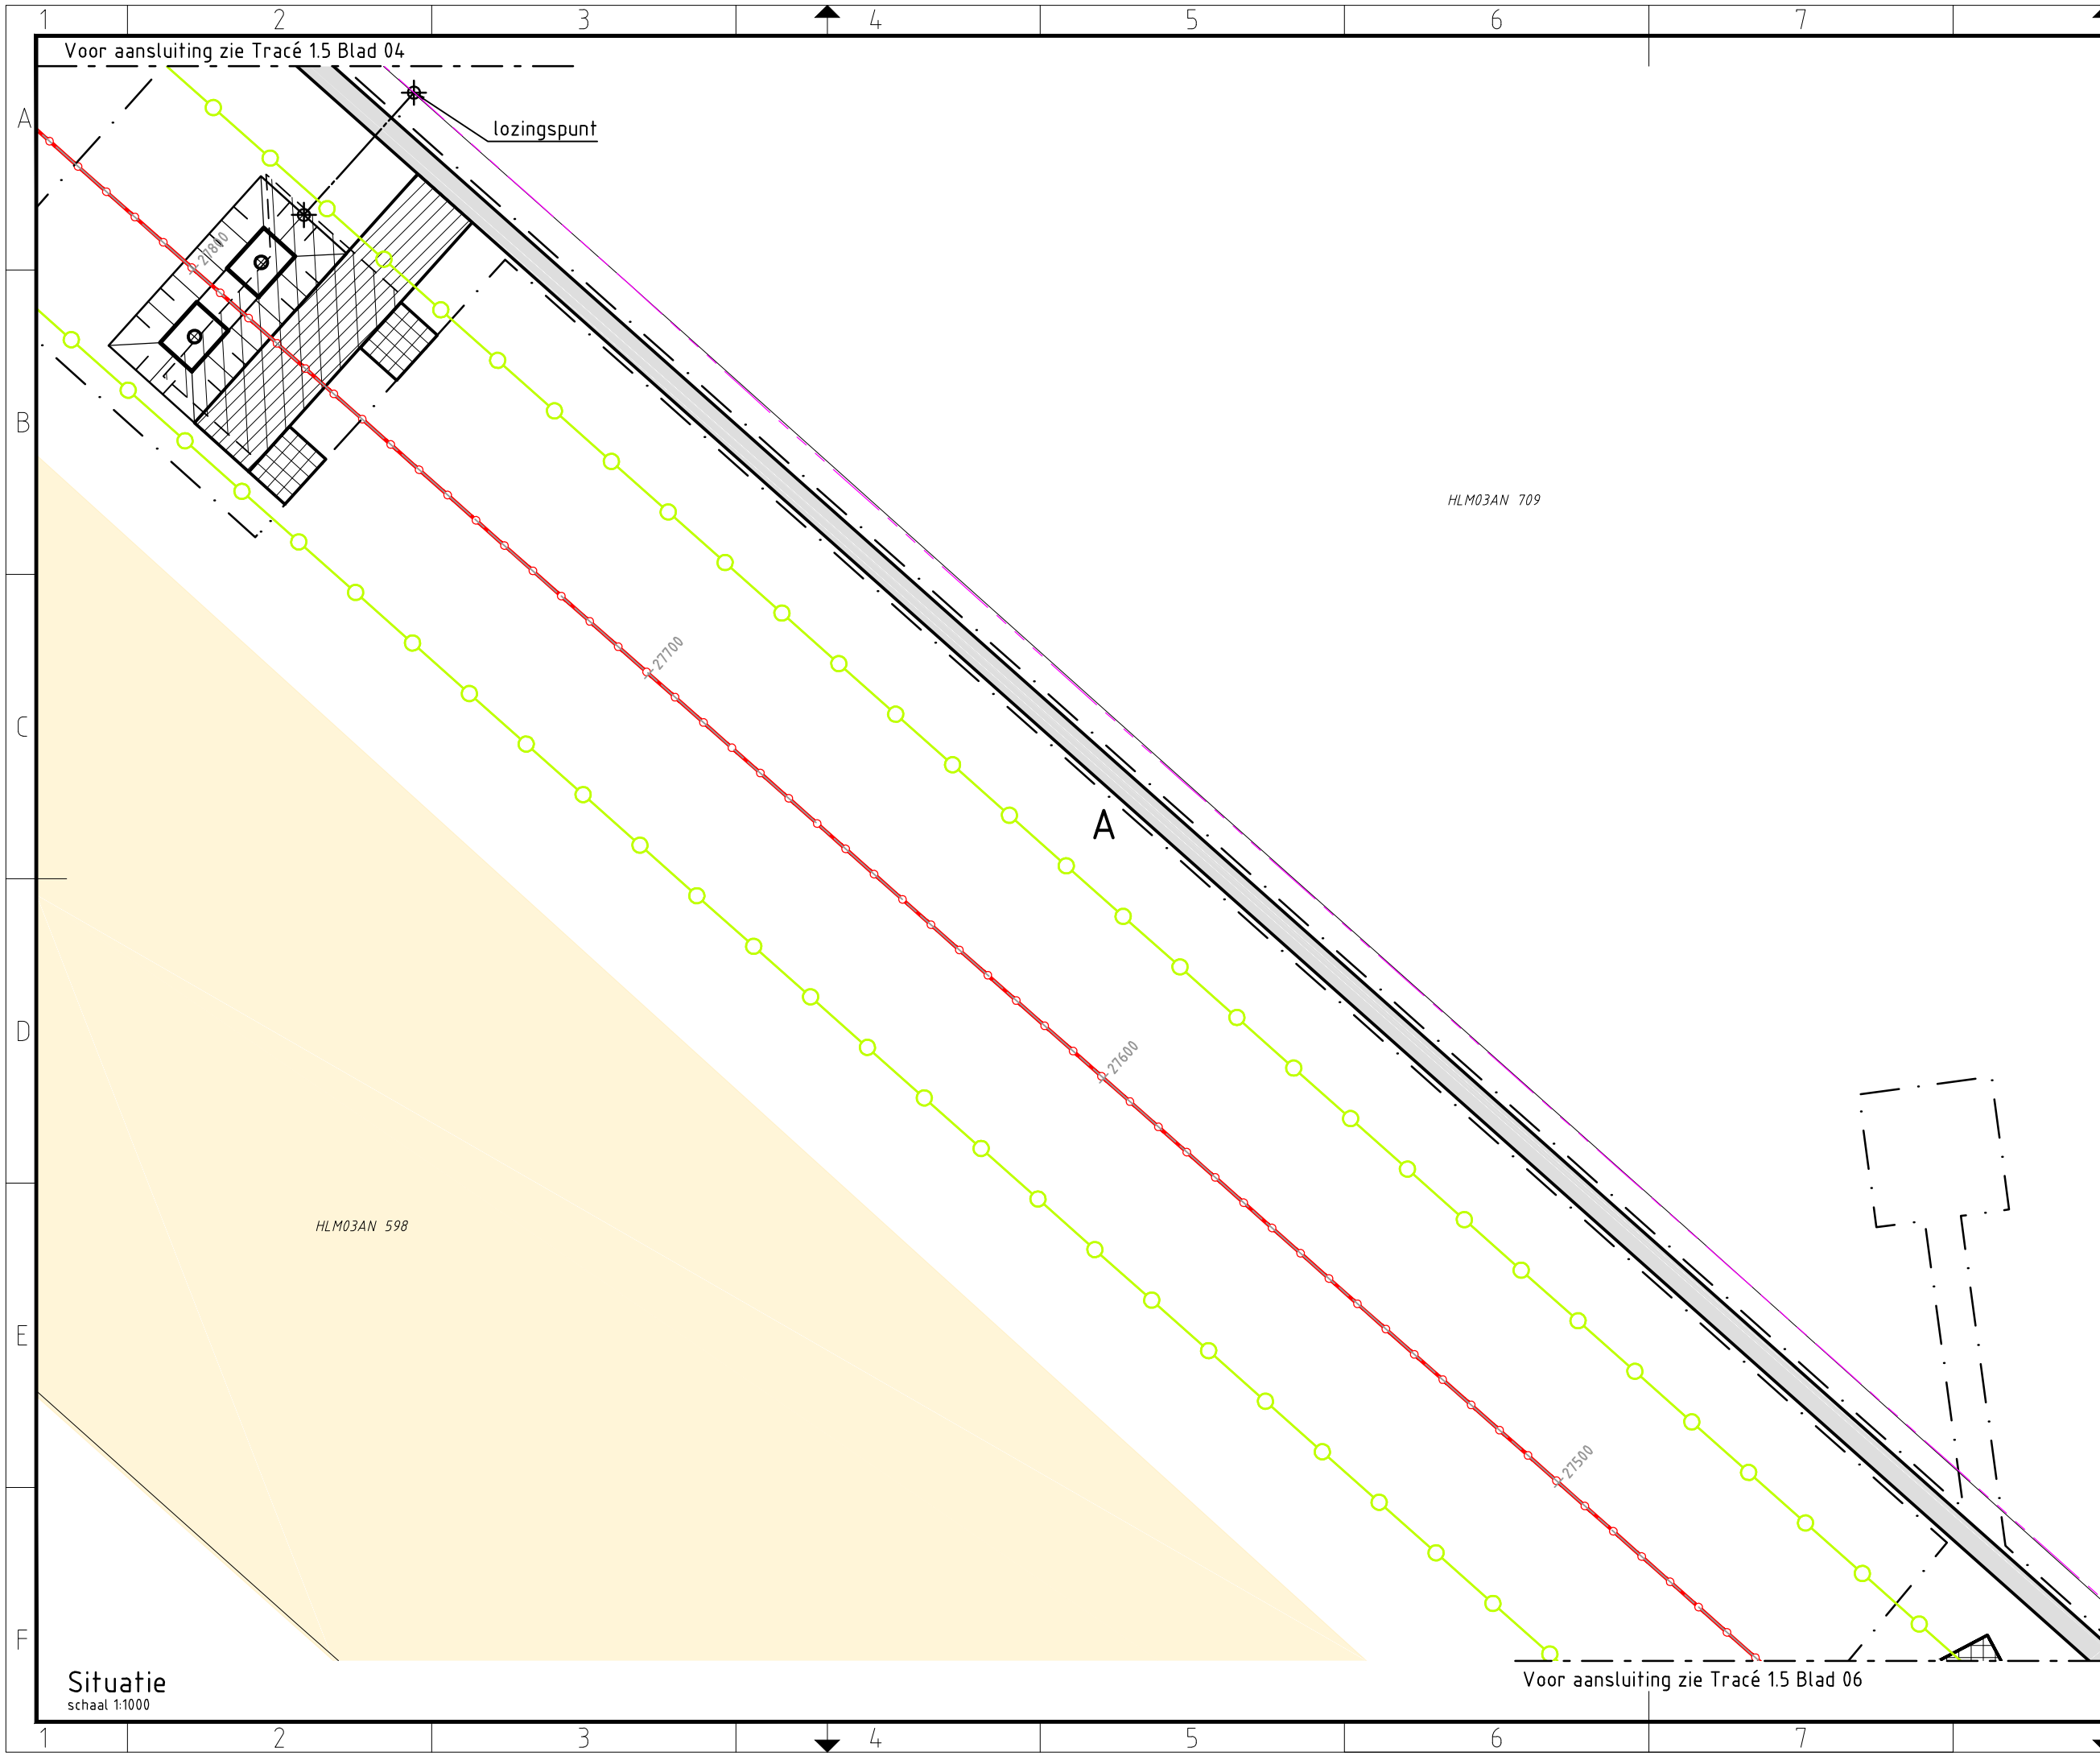 1 2 3 4 5 6 7
Voor aansluiting zie Tracé 1.5 Blad 04
A
lozingspunt
27800
B
HLM03AN 709
27700
C
A
D
27600
HLM03AN 598
E
27500
F
Situatie
schaal 1:1000
Voor aansluiting zie Tracé 1.5 Blad 06
1 2 3 4 5 6 7